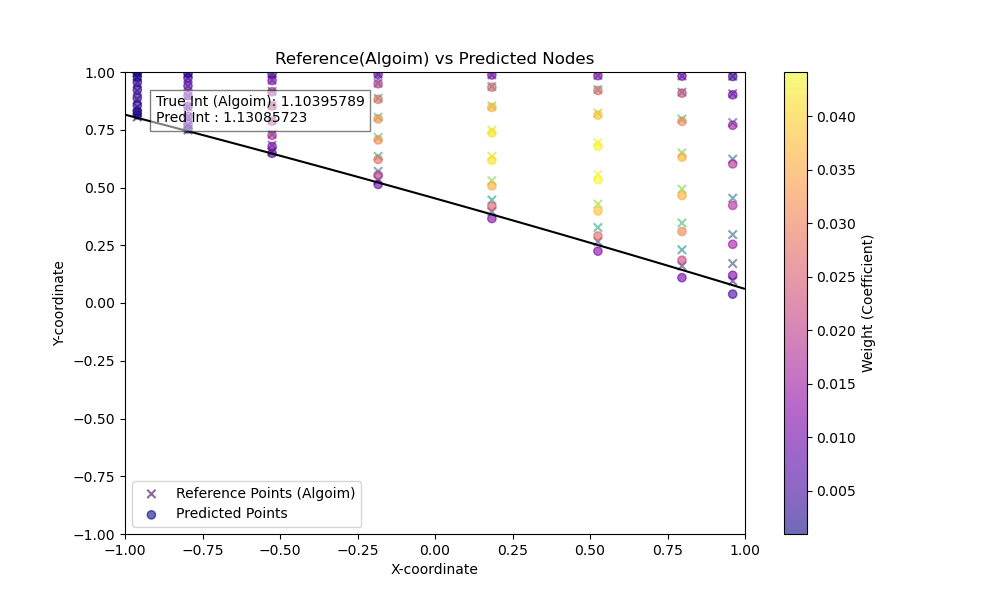 Reference(Algoim) vs Predicted Nodes
True Int (Algoim): 1.10395789
Pred Int : 1.13085723
1.00
0.75
0.50
0.25
0.00
−0.25
−0.50
−0.75
−1.00
Y-coordinate
Reference Points (Algoim)
Predicted Points
−1.00 −0.75 −0.50 −0.25 0.00 0.25 0.50 0.75 1.00
X-coordinate
0.040
0.035
0.030
0.025
0.020
0.015
0.010
0.005
Weight (Coefficient)